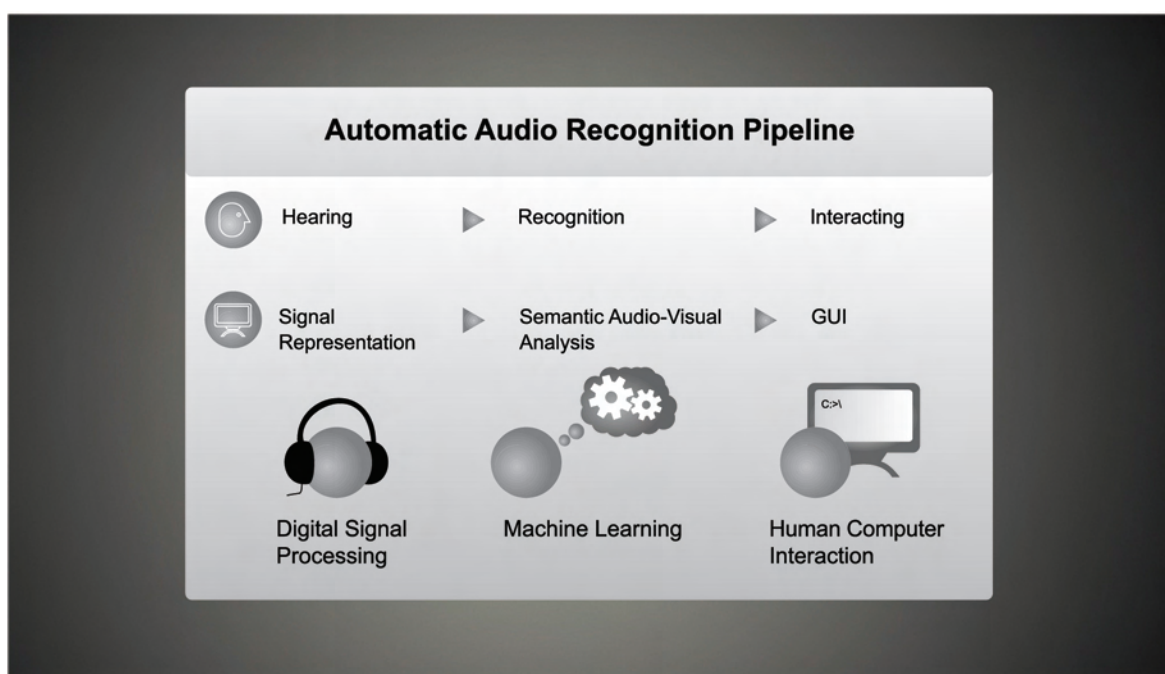 Automatic Audio Recognition Pipeline
Hearing
Recognition
Interacting
Signal
Representation
Semantic Audio-Visual
Analysis
GUI
C:>\
Digital Signal
Processing
Machine Learning
Human Computer
Interaction